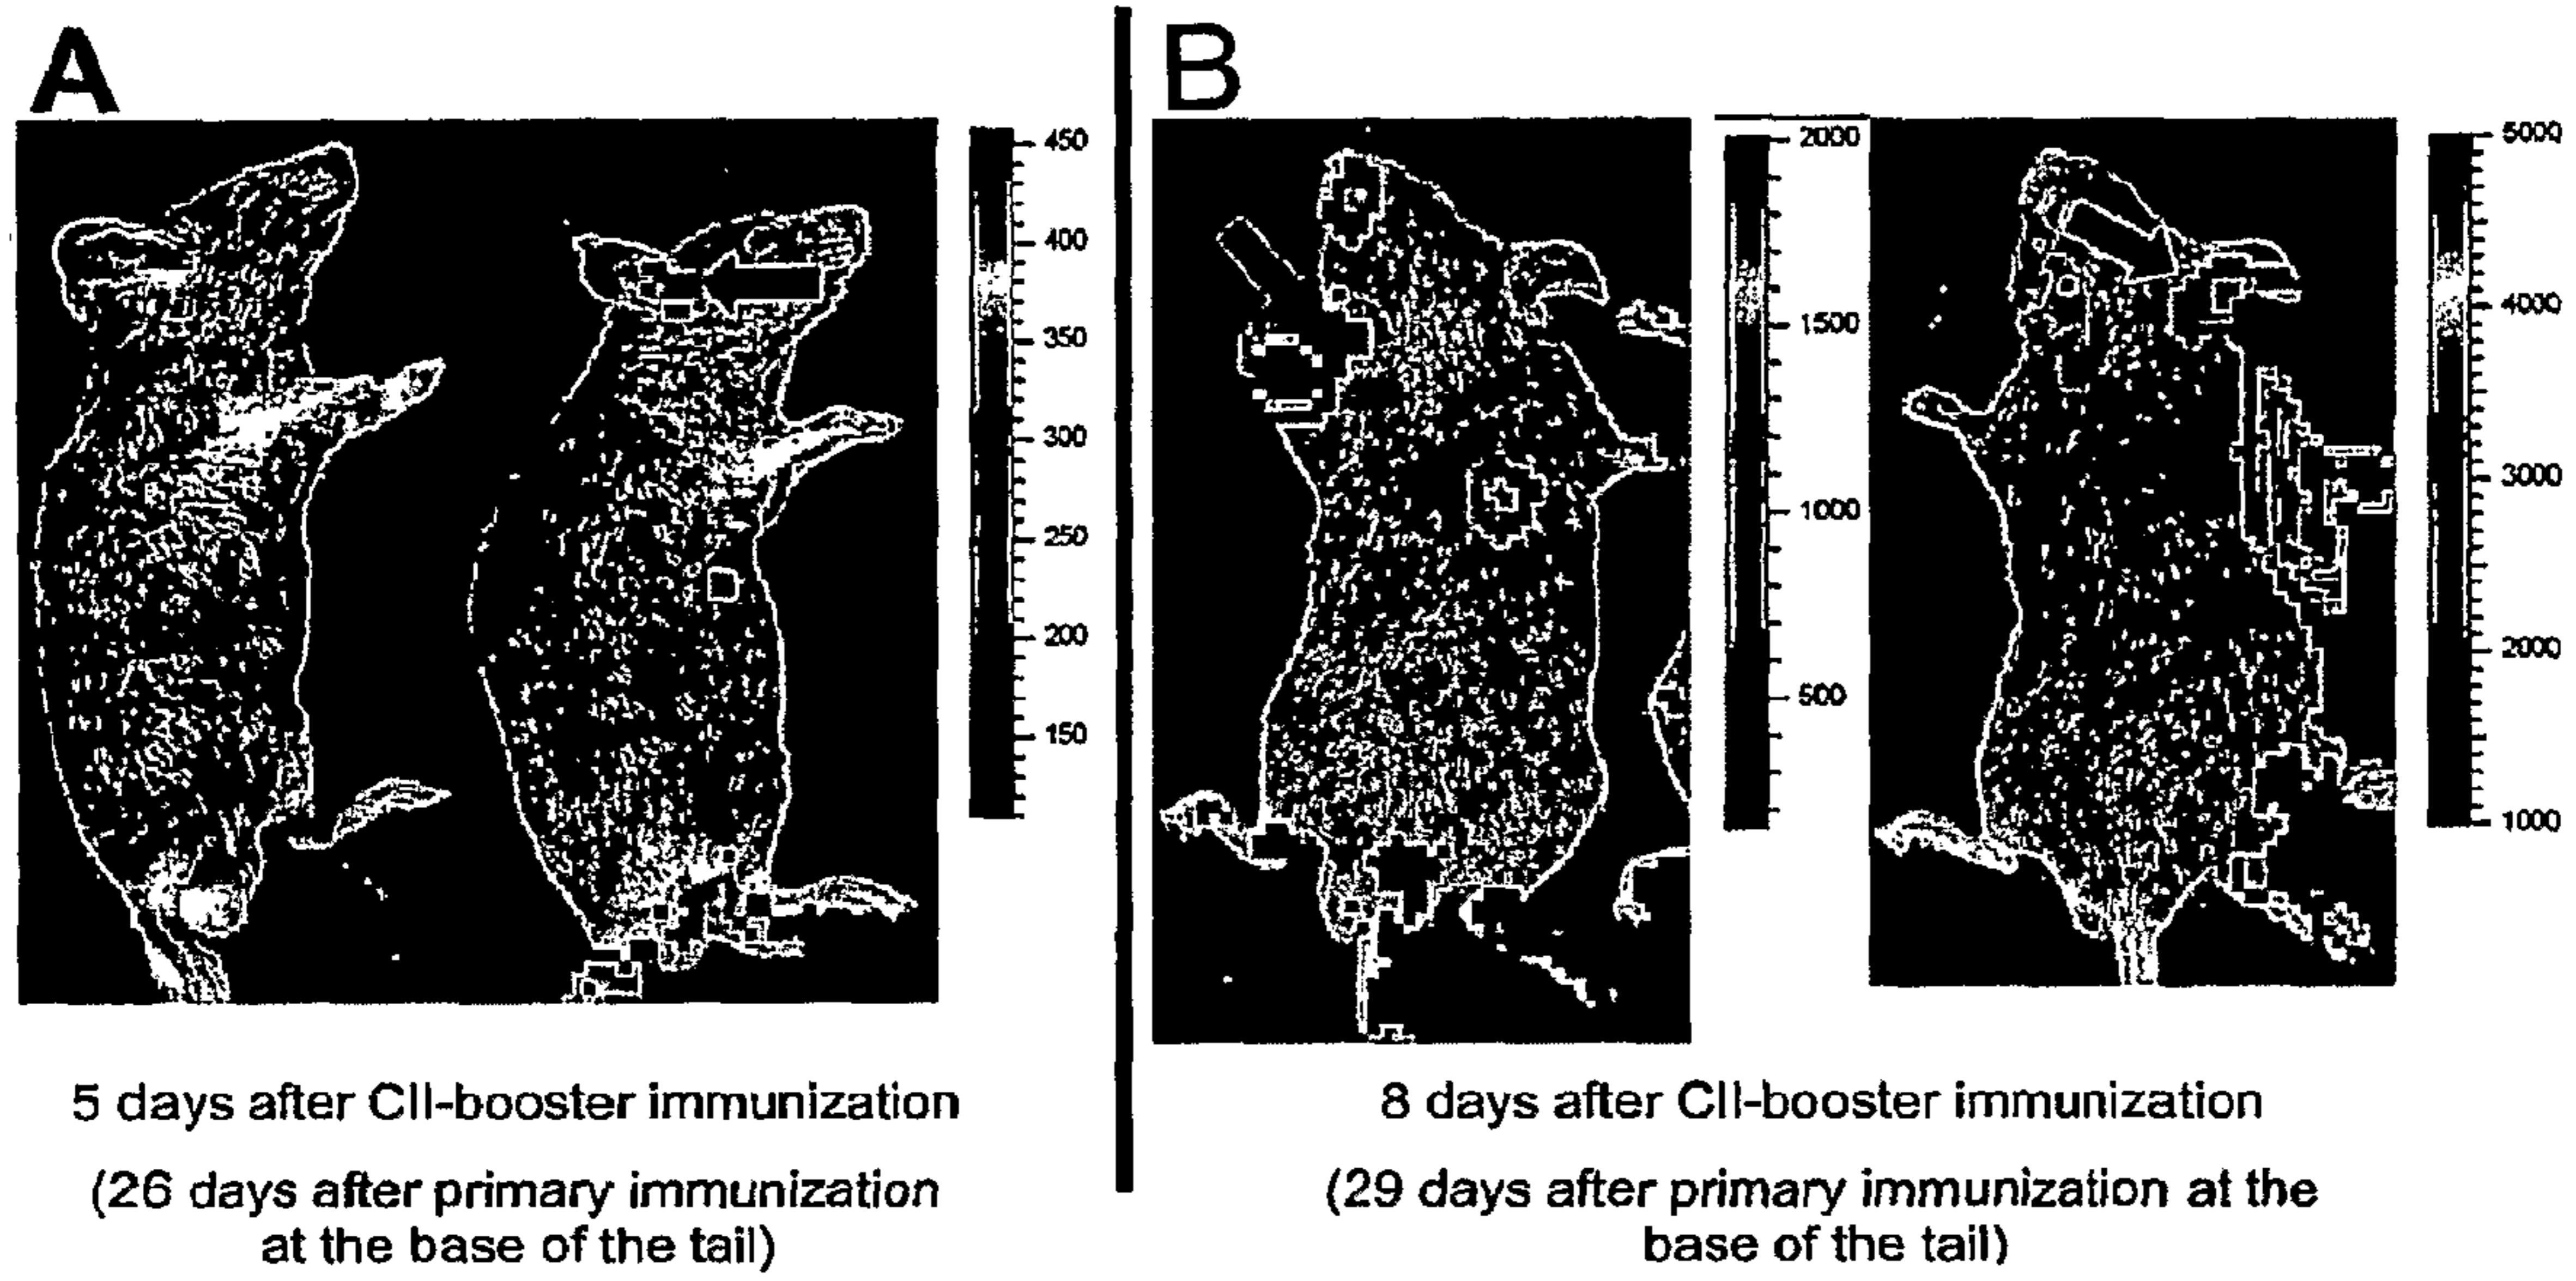 A
B
450
400
350
300
250
200
150
2000
1500
1000
500
5000
4000
3000
2000
1000
5 days after CII-booster immunization
(26 days after primary immunization
at the base of the tail)
8 days after CII-booster immunization
(29 days after primary immunization at the
base of the tail)